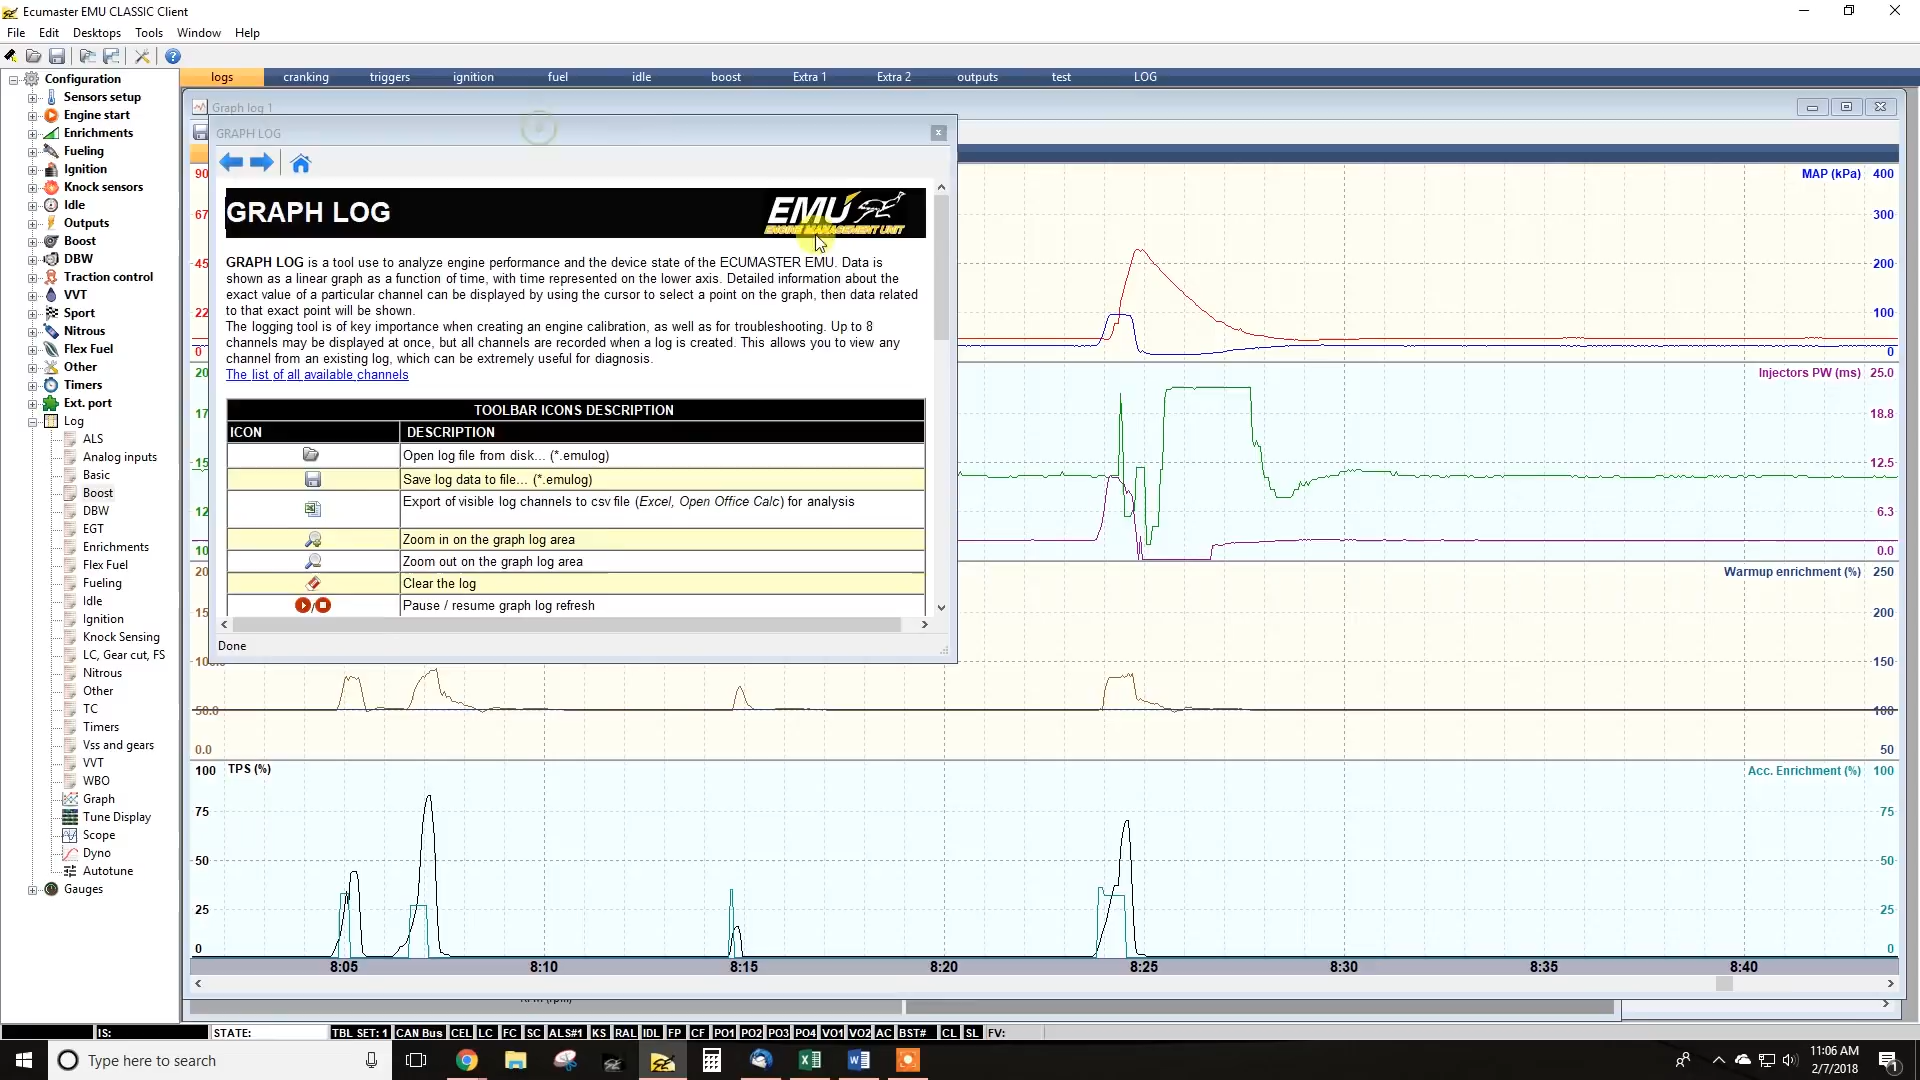 Ecumaster EMU CLASSIC Client
File Edit Desktops Tools Window Help
Configuration
Sensors setup
Engine start
Enrichments
Fueling
Ignition
Knock sensors
Idle
Outputs
Boost
DBW
Traction control
VVT
Sport
Nitrous
Flex Fuel
Other
Timers
Ext. port
Log
ALS
Analog inputs
Basic
Boost
DBW
EGT
Enrichments
Flex Fuel
Fueling
Idle
Ignition
Knock Sensing
LC, Gear cut, FS
Nitrous
Other
TC
Timers
Vss and gears
VVT
WBO
Graph
Tune Display
Scope
Dyno
Autotune
Gauges
logs cranking triggers ignition fuel idle boost Extra 1 Extra 2 outputs test LOG
Graph log 1
GRAPH LOG
GRAPH LOG
EMU
ENGINE MANAGEMENT UNIT
GRAPH LOG is a tool use to analyze engine performance and the device state of the ECUMASTER EMU. Data is
shown as a linear graph as a function of time, with time represented on the lower axis. Detailed information about the
exact value of a particular channel can be displayed by using the cursor to select a point on the graph, then data related
to that exact point will be shown.
The logging tool is of key importance when creating an engine calibration, as well as for troubleshooting. Up to 8
channels may be displayed at once, but all channels are recorded when a log is created. This allows you to view any
channel from an existing log, which can be extremely useful for diagnosis.
The list of all available channels
TOOLBAR ICONS DESCRIPTION
ICON DESCRIPTION
Open log file from disk... (*.emulog)
Save log data to file... (*.emulog)
Export of visible log channels to csv file (Excel, Open Office Calc) for analysis
Zoom in on the graph log area
Zoom out on the graph log area
Clear the log
/ Pause / resume graph log refresh
Done
MAP (kPa) 400
300
200
100
0
Injectors PW (ms) 25.0
18.8
12.5
6.3
0.0
Warmup enrichment (%) 250
200
150
100
50
50.0
0.0
100 TPS (%)
75
50
25
0
Acc. Enrichment (%) 100
75
50
25
0
8:05 8:10 8:15 8:20 8:25 8:30 8:35 8:40
IS: STATE: TBL SET: 1 CAN Bus CEL LC FC SC ALS#1 KS RAL IDL FP CF PO1 PO2 PO3 PO4 VO1 VO2 AC BST# CL SL FV:
Type here to search
11:06 AM
2/7/2018
1